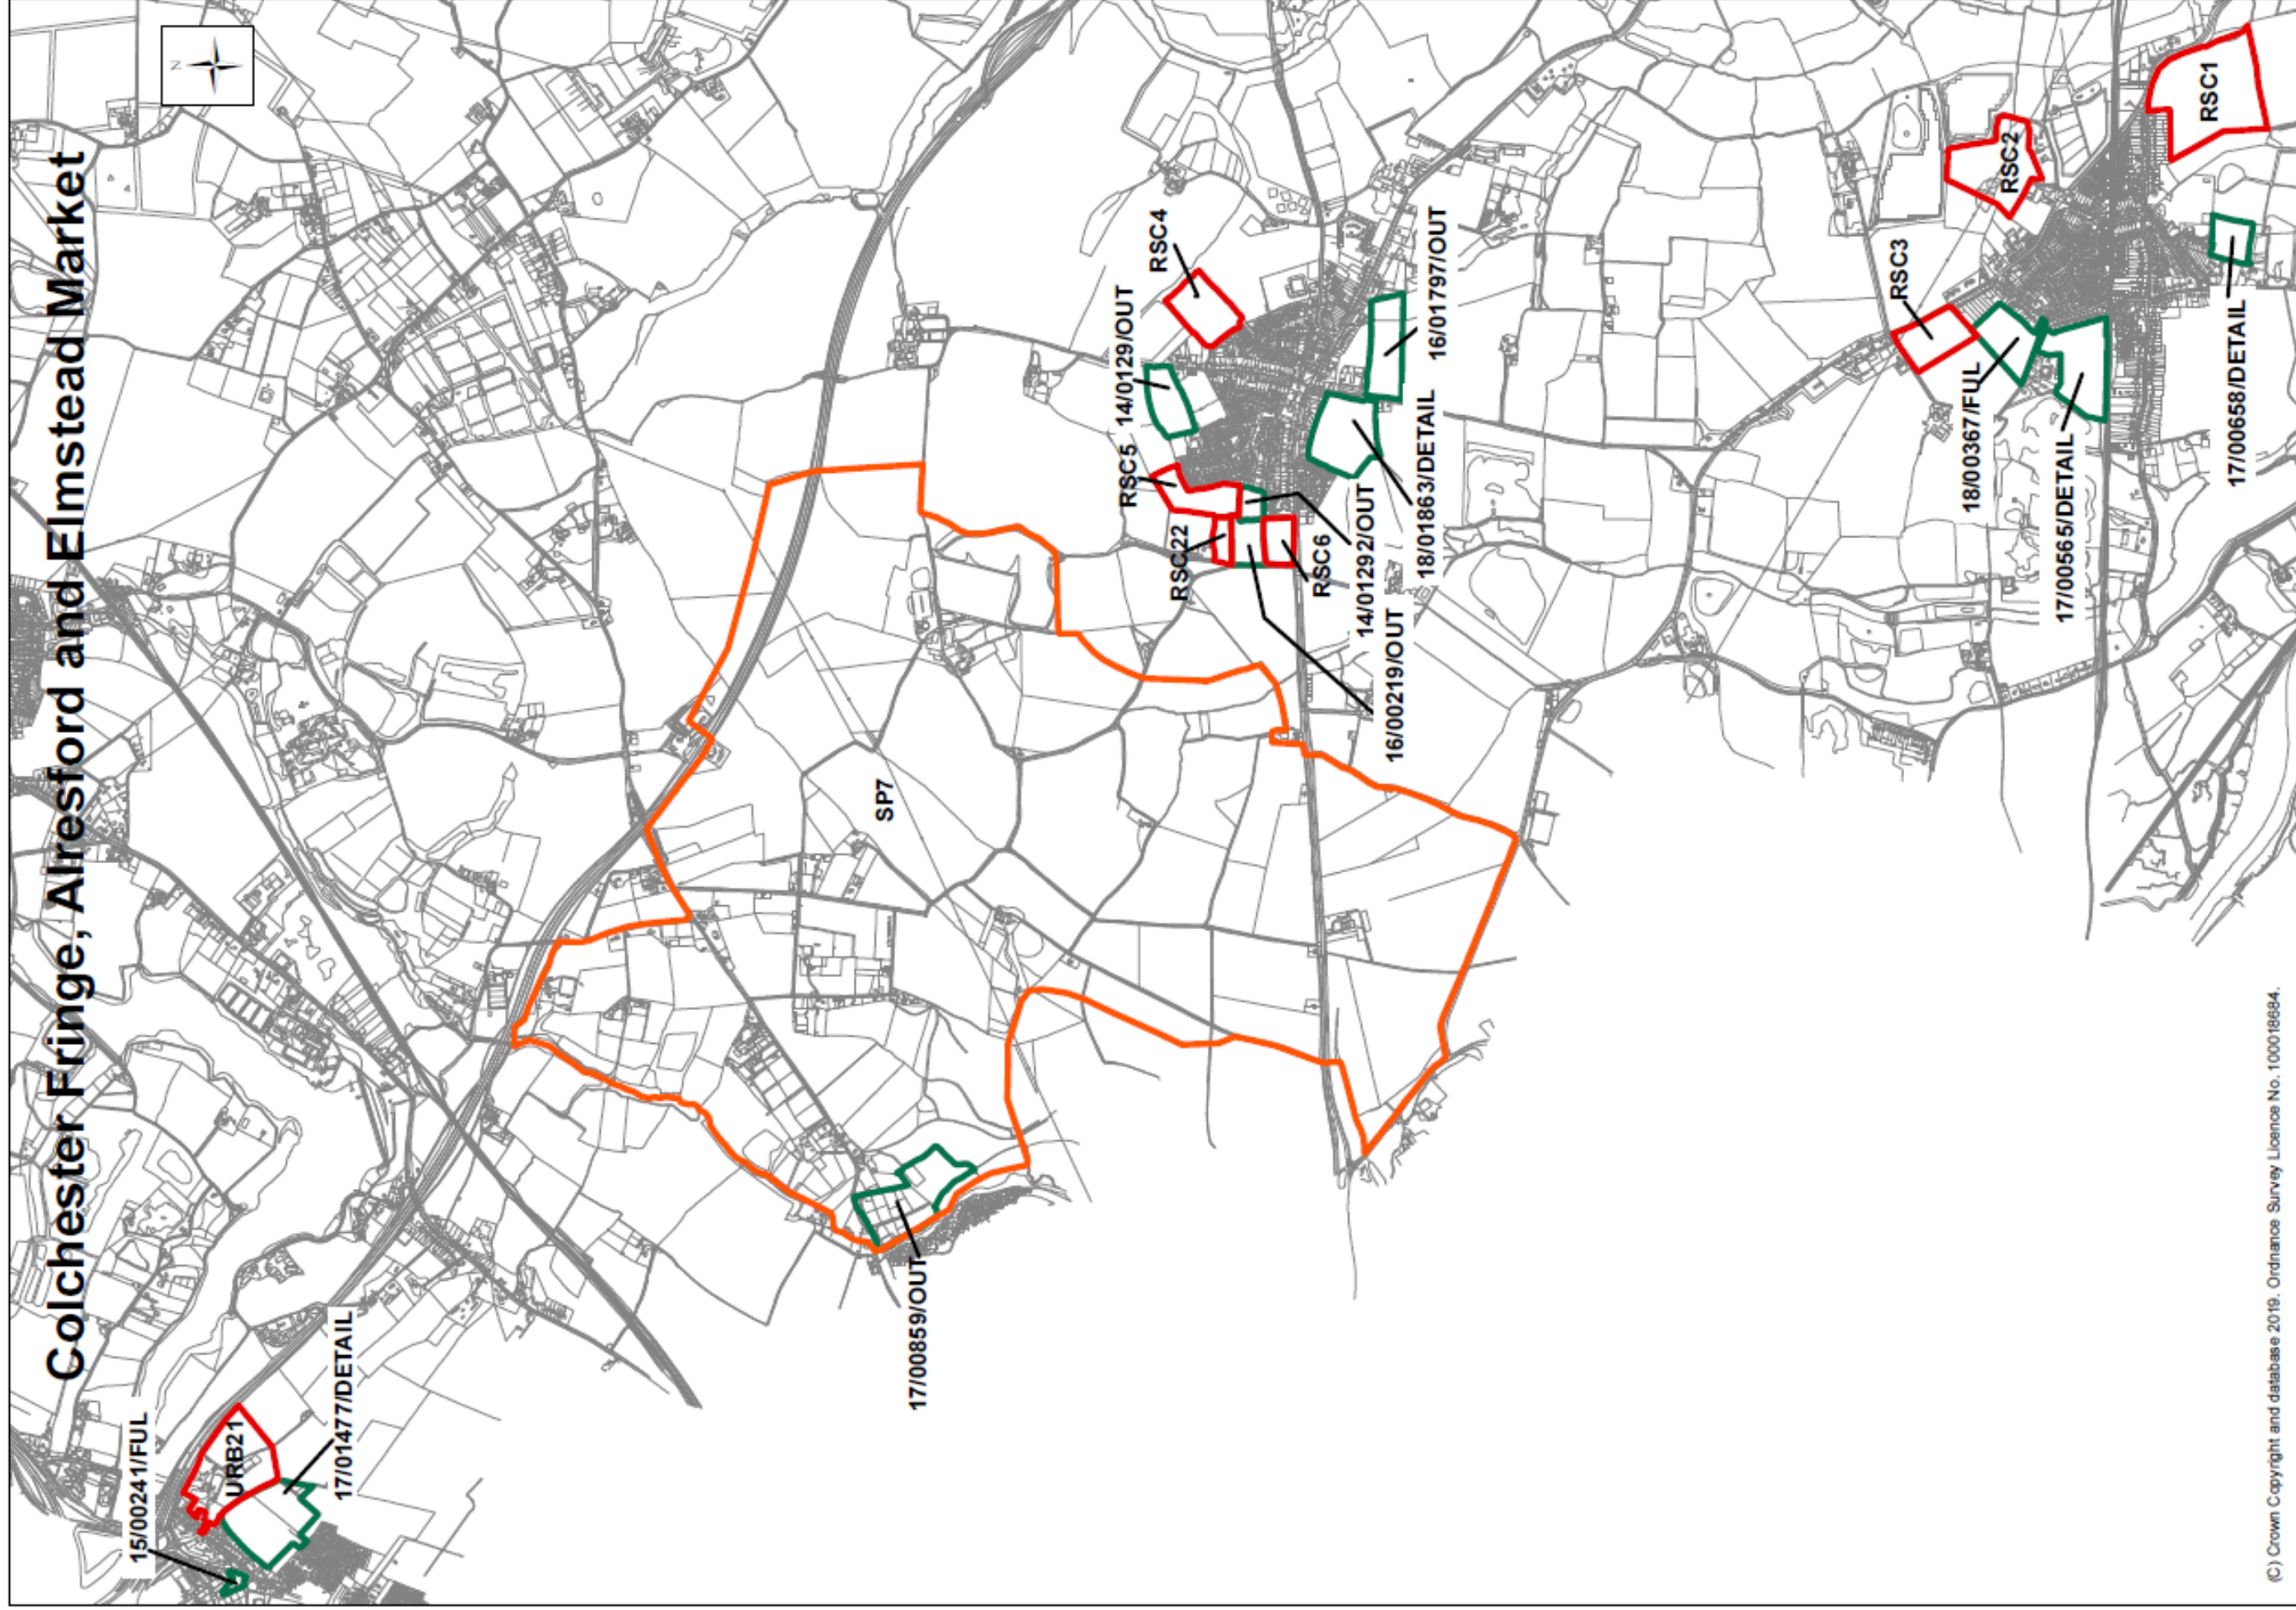 Colchester Fringe, Alresford and Elmstead Market
N
15/00241/FUL
URB21
17/01477/DETAIL
17/00859/OUT
SP7
RSC4
14/0129/OUT
RSC5
RSC22
RSC6
14/01292/OUT
16/00219/OUT
18/01863/DETAIL
16/01797/OUT
RSC3
18/00367/FUL
17/00565/DETAIL
RSC2
RSC1
17/00658/DETAIL
(C) Crown Copyright and database 2019. Ordnance Survey Licence No. 100018684.